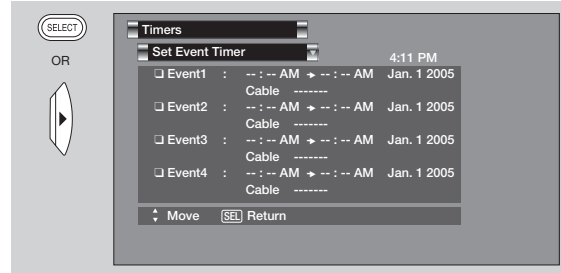 SELECT
OR
Timers
Set Event Timer
4:11 PM
❑ Event1 : -- : -- AM ➔ -- : -- AM Jan. 1 2005
Cable -------
❑ Event2 : -- : -- AM ➔ -- : -- AM Jan. 1 2005
Cable -------
❑ Event3 : -- : -- AM ➔ -- : -- AM Jan. 1 2005
Cable -------
❑ Event4 : -- : -- AM ➔ -- : -- AM Jan. 1 2005
Cable -------
Move SEL Return